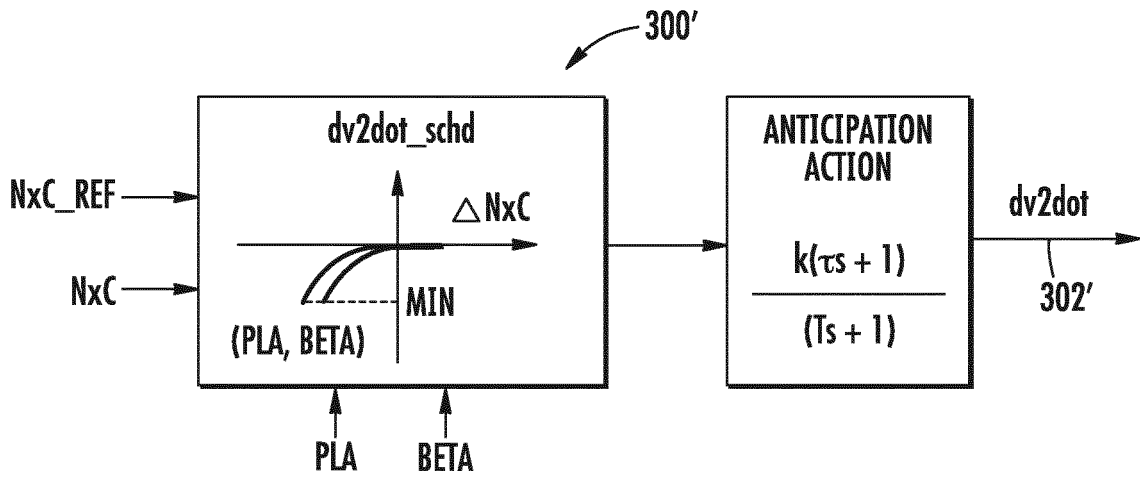 300'
dv2dot_schd
NxC_REF
△NxC
NxC
MIN
(PLA, BETA)
PLA
BETA
ANTICIPATION
ACTION
k(τs + 1)
(Ts + 1)
dv2dot
302'